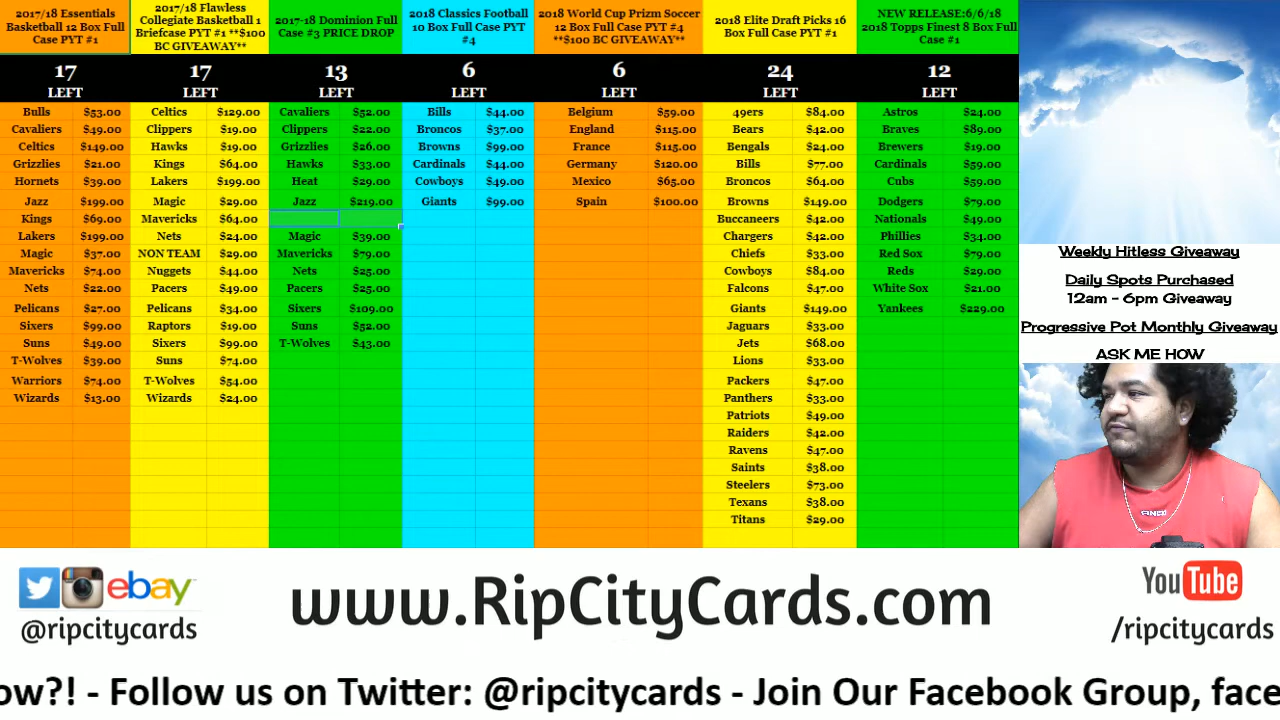 2017/18 Essentials
Basketball 12 Box Full
Case PYT #1
17
LEFT
Bulls $53.00
Cavaliers $49.00
Celtics $149.00
Grizzlies $21.00
Hornets $39.00
Jazz $199.00
Kings $69.00
Lakers $199.00
Magic $37.00
Mavericks $74.00
Nets $22.00
Pelicans $27.00
Sixers $99.00
Suns $49.00
T-Wolves $39.00
Warriors $74.00
Wizards $13.00
2017/18 Flawless
Collegiate Basketball 1
Briefcase PYT #1 **$100
BC GIVEAWAY**
17
LEFT
Celtics $129.00
Clippers $19.00
Hawks $19.00
Kings $64.00
Lakers $199.00
Magic $29.00
Mavericks $64.00
Nets $24.00
NON TEAM $29.00
Nuggets $44.00
Pacers $49.00
Pelicans $34.00
Raptors $19.00
Sixers $99.00
Suns $74.00
T-Wolves $54.00
Wizards $24.00
2017-18 Dominion Full
Case #3 PRICE DROP
13
LEFT
Cavaliers $52.00
Clippers $22.00
Grizzlies $26.00
Hawks $33.00
Heat $29.00
Jazz $219.00
Magic $39.00
Mavericks $79.00
Nets $25.00
Pacers $25.00
Sixers $109.00
Suns $52.00
T-Wolves $43.00
2018 Classics Football
10 Box Full Case PYT
#4
6
LEFT
Bills $44.00
Broncos $37.00
Browns $99.00
Cardinals $44.00
Cowboys $49.00
Giants $99.00
2018 World Cup Prizm Soccer
12 Box Full Case PYT #4
**$100 BC GIVEAWAY**
6
LEFT
Belgium $59.00
England $115.00
France $115.00
Germany $120.00
Mexico $65.00
Spain $100.00
2018 Elite Draft Picks 16
Box Full Case PYT #1
24
LEFT
49ers $84.00
Bears $42.00
Bengals $24.00
Bills $77.00
Broncos $64.00
Browns $149.00
Buccaneers $42.00
Chargers $42.00
Chiefs $33.00
Cowboys $84.00
Falcons $47.00
Giants $149.00
Jaguars $33.00
Jets $68.00
Lions $33.00
Packers $47.00
Panthers $33.00
Patriots $49.00
Raiders $42.00
Ravens $47.00
Saints $38.00
Steelers $73.00
Texans $38.00
Titans $29.00
NEW RELEASE:6/6/18
2018 Topps Finest 8 Box Full
Case #1
12
LEFT
Astros $24.00
Braves $89.00
Brewers $19.00
Cardinals $59.00
Cubs $59.00
Dodgers $79.00
Nationals $49.00
Phillies $34.00
Red Sox $79.00
Reds $29.00
White Sox $21.00
Yankees $229.00
Weekly Hitless Giveaway
Daily Spots Purchased
12am - 6pm Giveaway
Progressive Pot Monthly Giveaway
ASK ME HOW
ebay
@ripcitycards
www.RipCityCards.com
YouTube
/ripcitycards
ow?! - Follow us on Twitter: @ripcitycards - Join Our Facebook Group, face